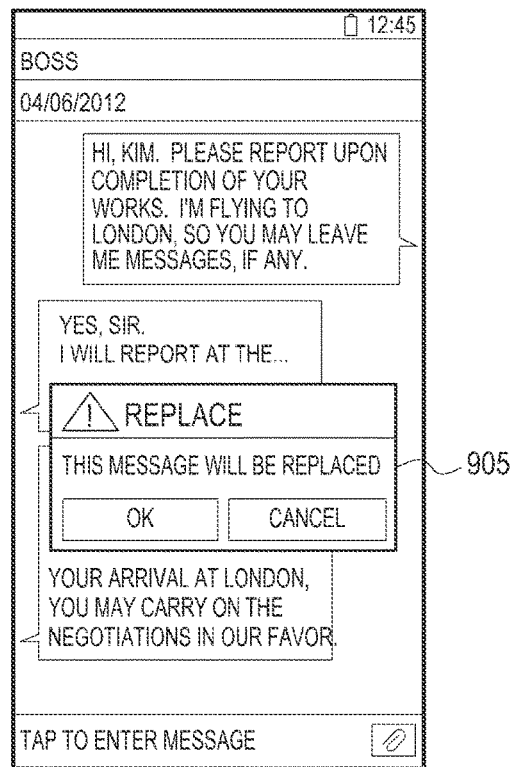 12:45
BOSS
04/06/2012
HI, KIM. PLEASE REPORT UPON
COMPLETION OF YOUR
WORKS. I'M FLYING TO
LONDON, SO YOU MAY LEAVE
ME MESSAGES, IF ANY.
YES, SIR.
I WILL REPORT AT THE...
! REPLACE
THIS MESSAGE WILL BE REPLACED
905
OK CANCEL
YOUR ARRIVAL AT LONDON,
YOU MAY CARRY ON THE
NEGOTIATIONS IN OUR FAVOR.
TAP TO ENTER MESSAGE